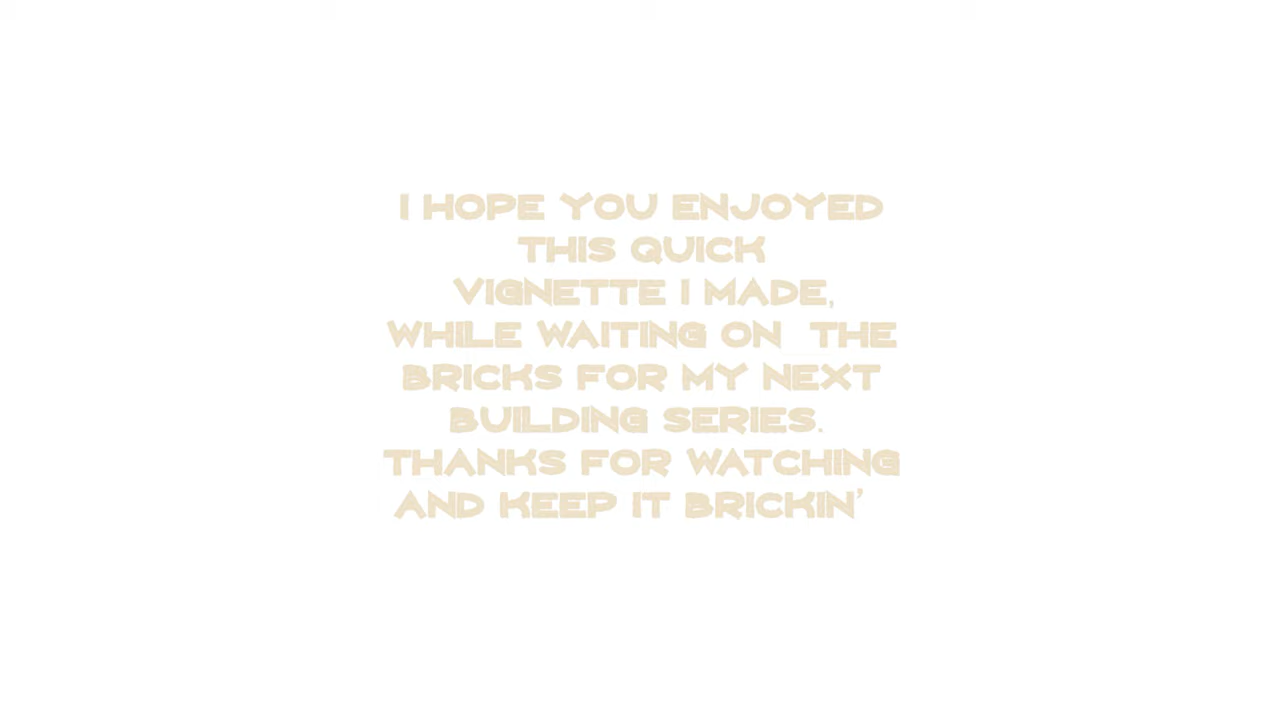 I HOPE YOU ENJOYED
THIS QUICK
VIGNETTE I MADE,
WHILE WAITING ON THE
BRICKS FOR MY NEXT
BUILDING SERIES.
THANKS FOR WATCHING
AND KEEP IT BRICKIN'